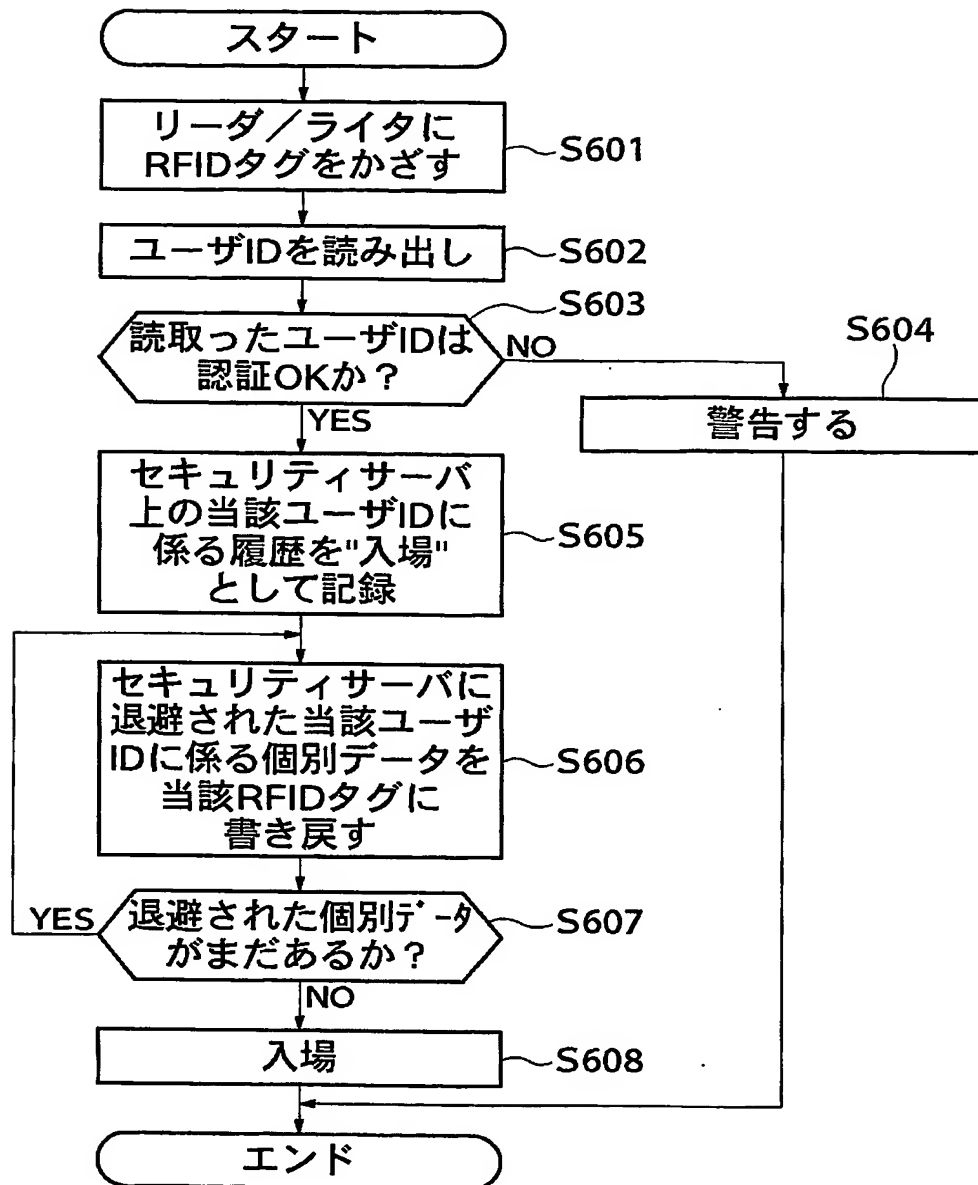 スタート
リーダ／ライタに
RFIDタグをかざす
S601
ユーザIDを読み出し
S602
S603
読取ったユーザIDは
認証OKか？
NO
YES
S604
警告する
セキュリティサーバ
上の当該ユーザIDに
係る履歴を"入場"
として記録
S605
セキュリティサーバに
退避された当該ユーザ
IDに係る個別データを
当該RFIDタグに
書き戻す
S606
YES
退避された個別ﾃﾞｰﾀ
がまだあるか？
S607
NO
入場
S608
エンド